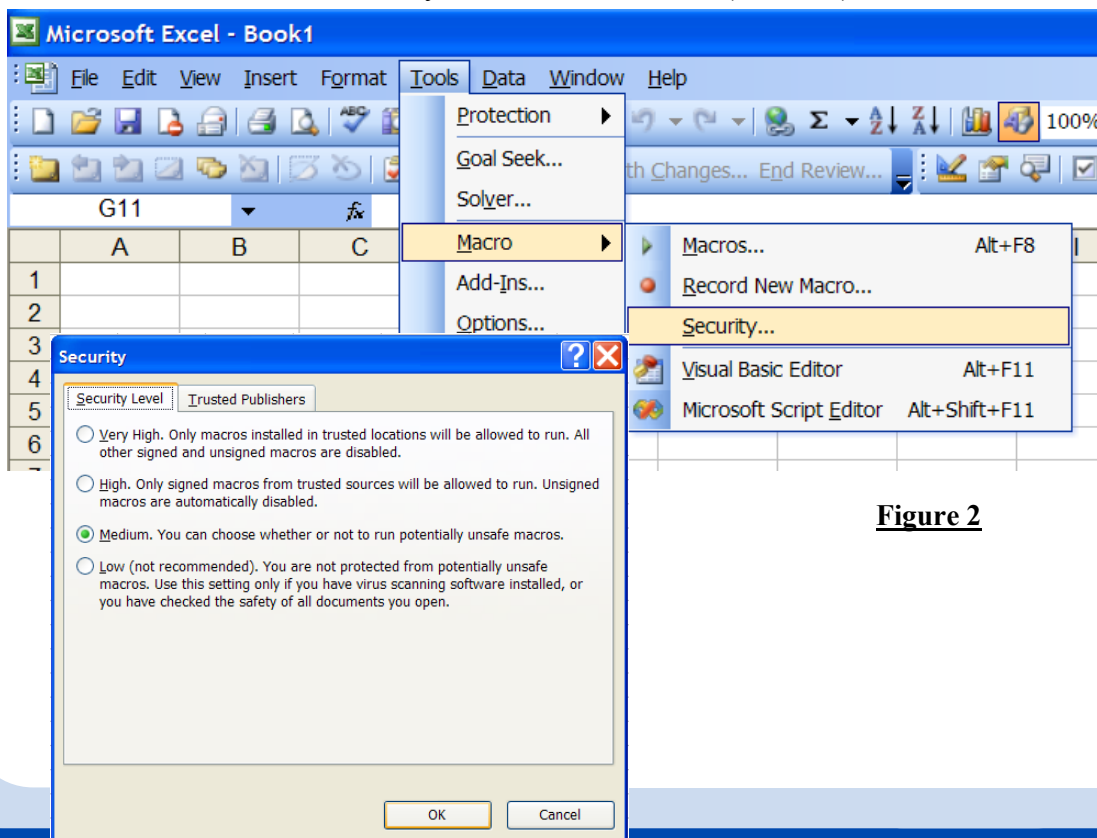 Microsoft Excel - Book1
File Edit View Insert Format Tools Data Window Help
Protection
100%
Goal Seek...
th Changes... End Review...
Solver...
G11
fx
Macro
Macros... Alt+F8
A B C
I
Add-Ins...
Record New Macro...
1
2
Options...
Security...
3
Security
Visual Basic Editor Alt+F11
4
Security Level Trusted Publishers
5
Microsoft Script Editor Alt+Shift+F11
6
Very High. Only macros installed in trusted locations will be allowed to run. All
other signed and unsigned macros are disabled.
High. Only signed macros from trusted sources will be allowed to run. Unsigned
macros are automatically disabled.
Medium. You can choose whether or not to run potentially unsafe macros.
Low (not recommended). You are not protected from potentially unsafe
macros. Use this setting only if you have virus scanning software installed, or
you have checked the safety of all documents you open.
OK Cancel
Figure 2